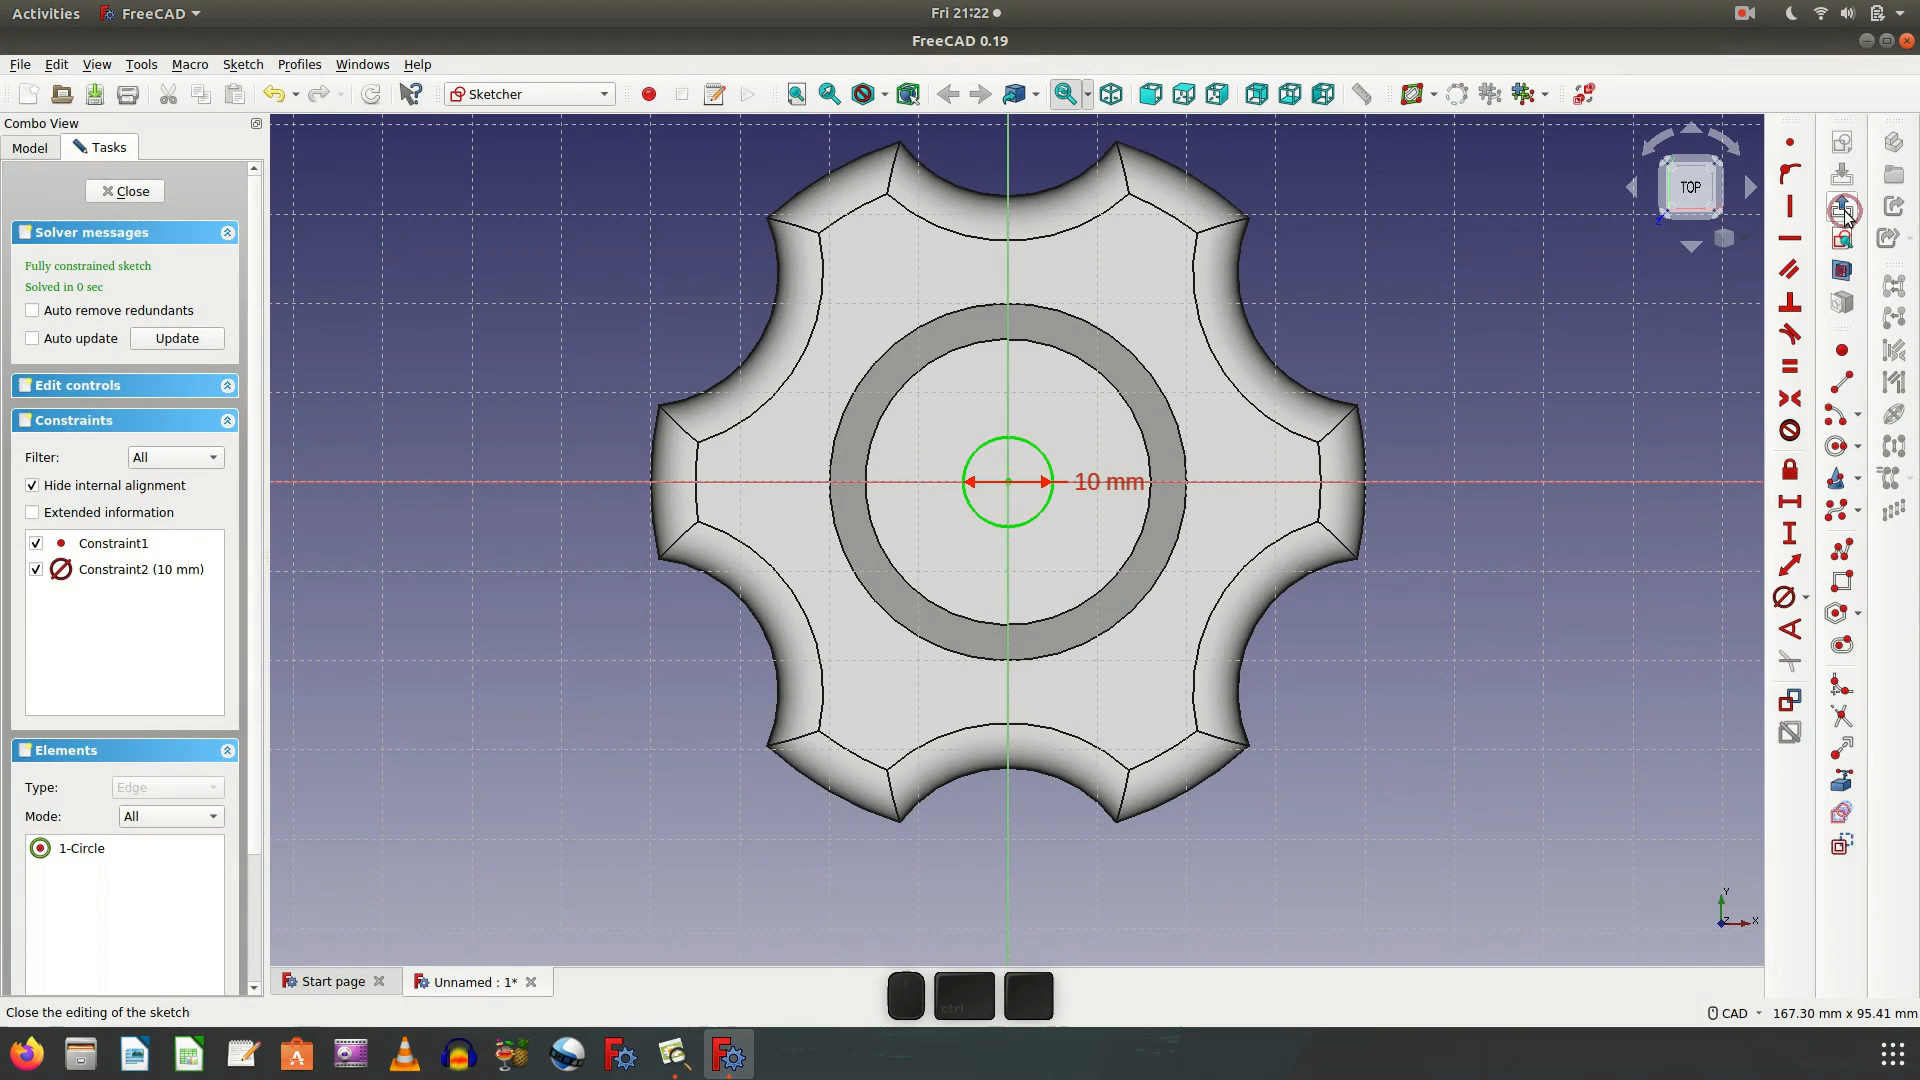 Activities
FreeCAD
Fri 21:22
FreeCAD 0.19
File Edit View Tools Macro Sketch Profiles Windows Help
Sketcher
Combo View
Model
Tasks
Close
Solver messages
Fully constrained sketch
Solved in 0 sec
Auto remove redundants
Auto update
Update
Edit controls
Constraints
Filter:
All
Hide internal alignment
Extended information
Constraint1
Constraint2 (10 mm)
Elements
Type:
Edge
Mode:
All
1-Circle
10 mm
TOP
Z
Y
Z
X
Start page
Unnamed : 1*
ctrl
Close the editing of the sketch
CAD
167.30 mm x 95.41 mm